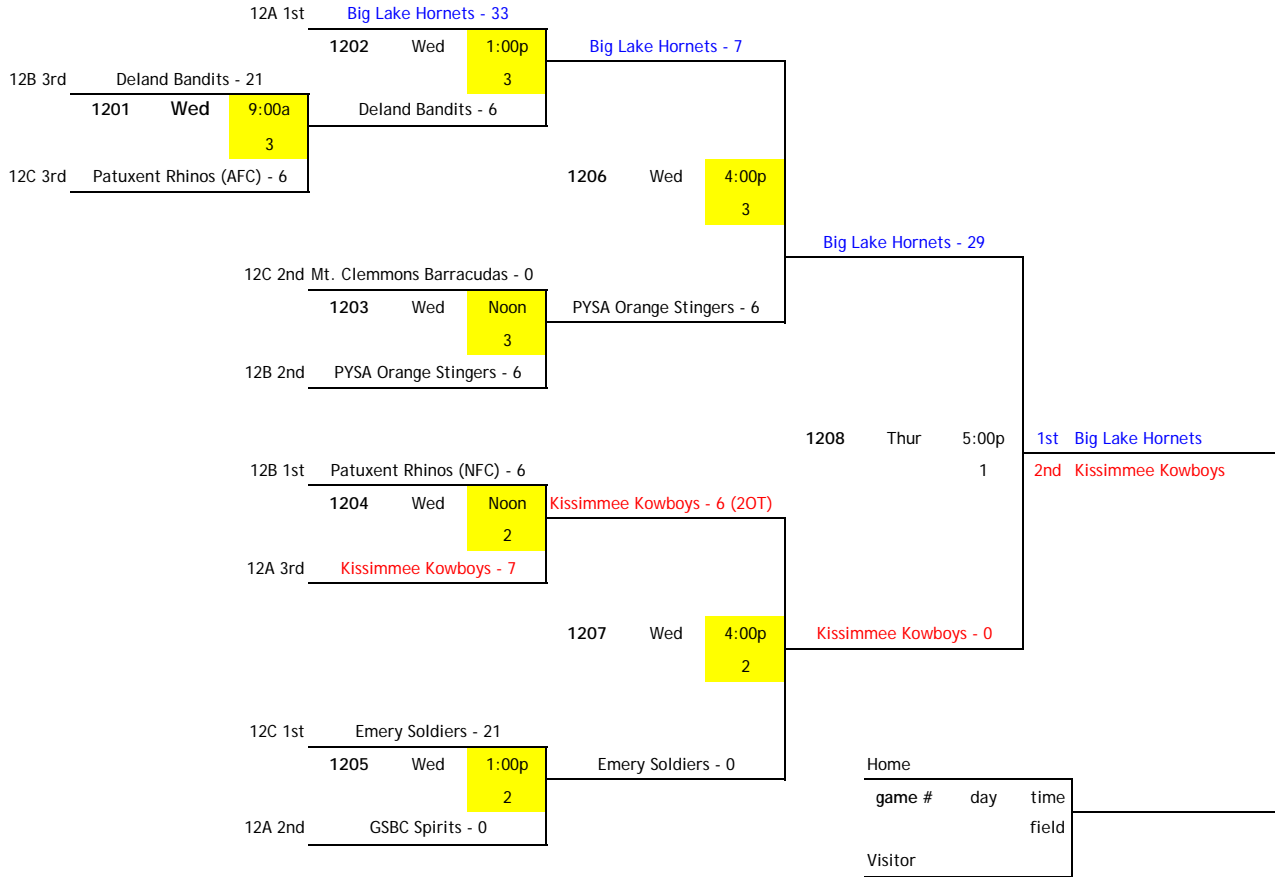 12A 1st Big Lake Hornets - 33
1202 Wed 1:00p
3
Big Lake Hornets - 7
12B 3rd Deland Bandits - 21
1201 Wed 9:00a
3
Deland Bandits - 6
12C 3rd Patuxent Rhinos (AFC) - 6
1206 Wed 4:00p
3
Big Lake Hornets - 29
12C 2nd Mt. Clemmons Barracudas - 0
1203 Wed Noon
3
PYSA Orange Stingers - 6
12B 2nd PYSA Orange Stingers - 6
1208 Thur 5:00p
1
1st Big Lake Hornets
2nd Kissimmee Kowboys
12B 1st Patuxent Rhinos (NFC) - 6
1204 Wed Noon
2
Kissimmee Kowboys - 6 (2OT)
12A 3rd Kissimmee Kowboys - 7
1207 Wed 4:00p
2
Kissimmee Kowboys - 0
12C 1st Emery Soldiers - 21
1205 Wed 1:00p
2
Emery Soldiers - 0
12A 2nd GSBC Spirits - 0
Home
game # day time
field
Visitor